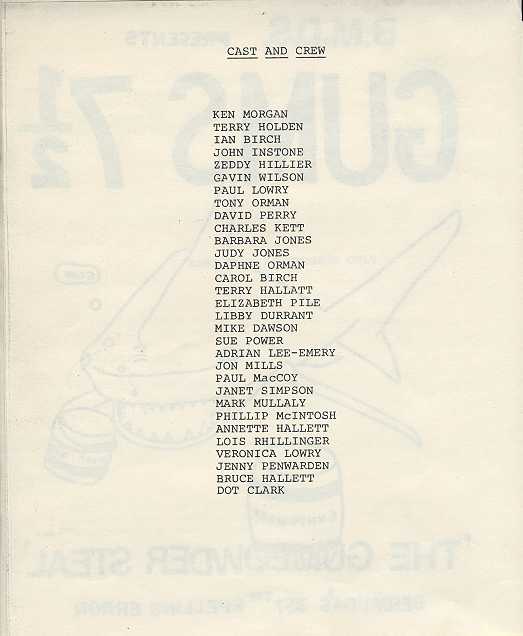 CAST AND CREW
KEN MORGAN
TERRY HOLDEN
IAN BIRCH
JOHN INSTONE
ZEDDY HILLIER
GAVIN WILSON
PAUL LOWRY
TONY ORMAN
DAVID PERRY
CHARLES KETT
BARBARA JONES
JUDY JONES
DAPHNE ORMAN
CAROL BIRCH
TERRY HALLATT
ELIZABETH PILE
LIBBY DURRANT
MIKE DAWSON
SUE POWER
ADRIAN LEE-EMERY
JON MILLS
PAUL MacCOY
JANET SIMPSON
MARK MULLALY
PHILLIP McINTOSH
ANNETTE HALLETT
LOIS RHILLINGER
VERONICA LOWRY
JENNY PENWARDEN
BRUCE HALLETT
DOT CLARK